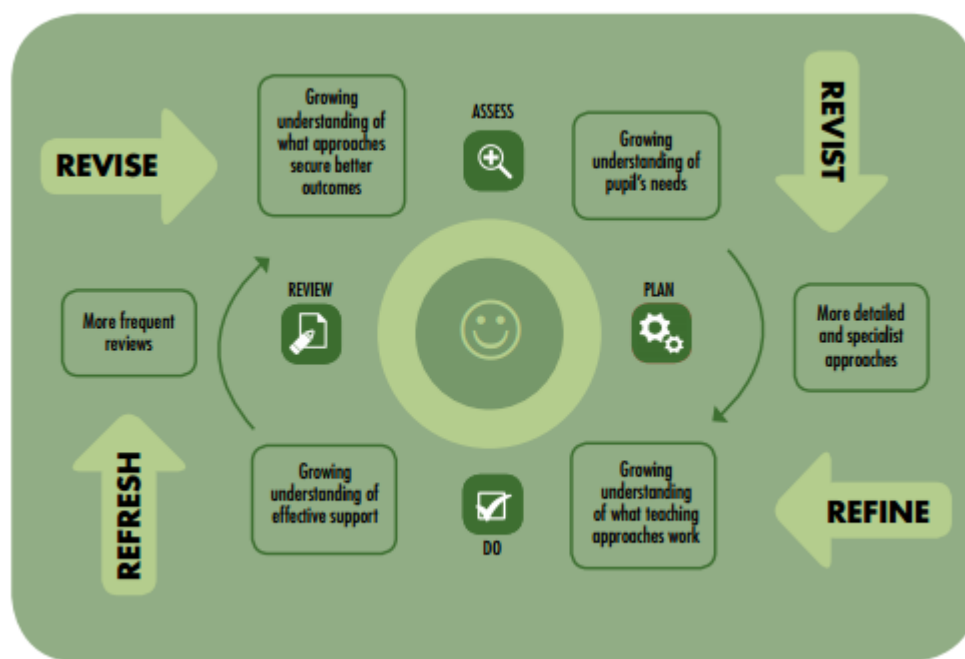 REVISE
Growing
understanding of
what approaches
secure better
outcomes
ASSESS
Growing
understanding of
pupil's needs
REVIST
More frequent
reviews
REVIEW
PLAN
More detailed
and specialist
approaches
REFRESH
Growing
understanding of
effective support
DO
Growing
understanding
of what teaching
approaches work
REFINE